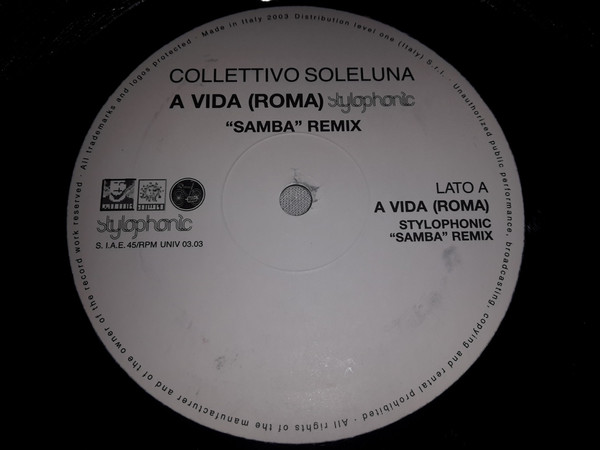 COLLETTIVO SOLELUNA
A VIDA (ROMA) stylophonic
"SAMBA" REMIX
LATO A
A VIDA (ROMA)
STYLOPHONIC
"SAMBA" REMIX
stylophonic
S. I.A.E. 45/RPM UNIV 03.03
All rights of the manufacturer and of the owner of the record work reserved · All trademarks and logos protected · Made in Italy 2003 Distribution level one (Italy) S.r.l. · Unauthorized public performance, broadcasting, copying and rental prohibited ·